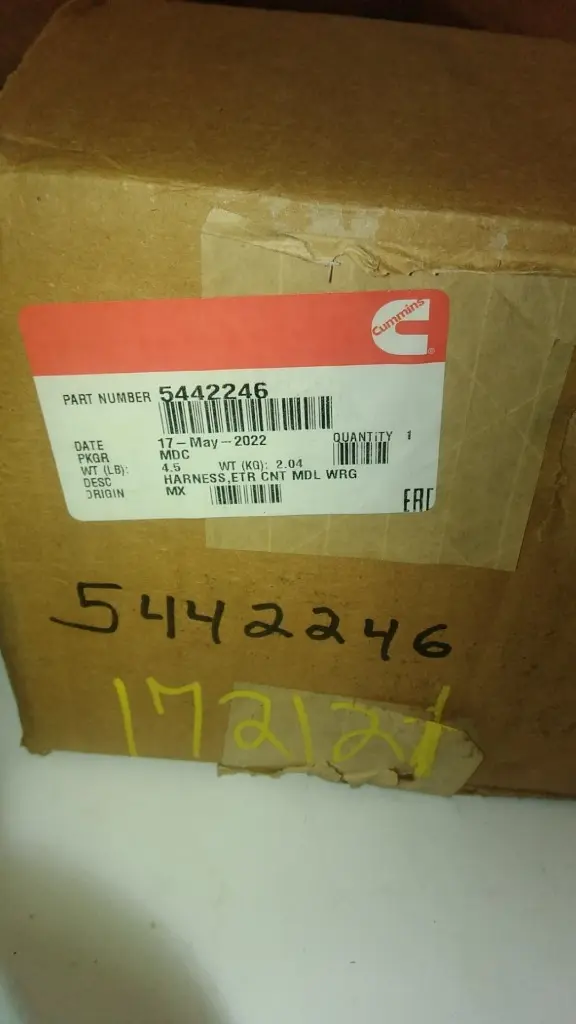 Cummins
PART NUMBER 5442246
DATE 17-May-2022 QUANTITY 1
PKGR MDC
WT (LB): 4.5 WT (KG): 2.04
DESC HARNESS,ETR CNT MDL WRG
ORIGIN MX
EAC
5442246